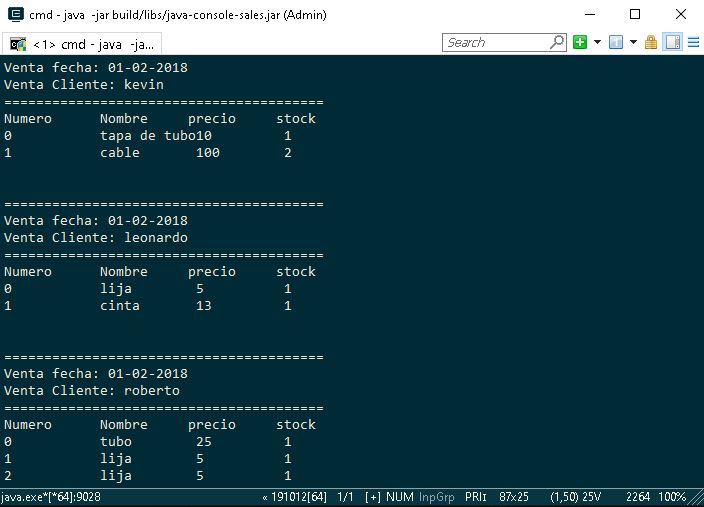 cmd - java  -jar build/libs/java-console-sales.jar (Admin)
<1> cmd - java  -ja...
Search
Venta fecha: 01-02-2018
Venta Cliente: kevin
========================================
Numero      Nombre     precio     stock
0           tapa de tubo10         1
1           cable       100        2
========================================
Venta fecha: 01-02-2018
Venta Cliente: leonardo
========================================
Numero      Nombre     precio     stock
0           lija        5          1
1           cinta       13         1
========================================
Venta fecha: 01-02-2018
Venta Cliente: roberto
========================================
Numero      Nombre     precio     stock
0           tubo        25         1
1           lija        5          1
2           lija        5          1
java.exe*[*64]:9028 « 191012[64] 1/1 [+] NUM InpGrp PRI↕ 87x25 (1,50) 25V 2264 100%